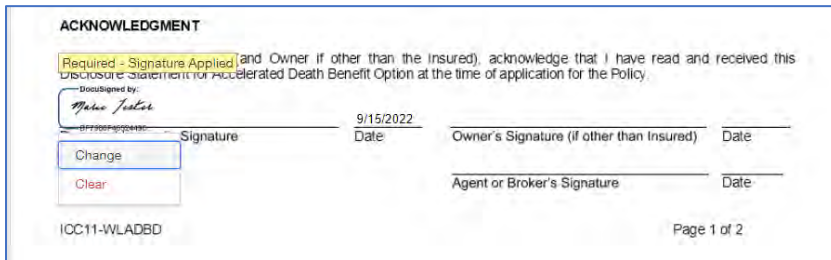 ACKNOWLEDGMENT
Required - Signature Applied (and Owner if other than the Insured), acknowledge that I have read and received this
Disclosure Statement for Accelerated Death Benefit Option at the time of application for the Policy
DocuSigned by:
9/15/2022
Signature Date Owner's Signature (if other than Insured) Date
Change
Clear
Agent or Broker's Signature Date
ICC11-WLADBD Page 1 of 2